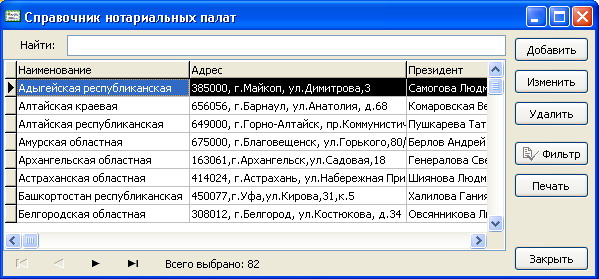 Справочник нотариальных палат
Найти:
Добавить
Наименование Адрес Президент
Адыгейская республиканская 385000, г.Майкоп, ул.Димитрова,3 Самогова Людм
Изменить
Алтайская краевая 656056, г.Барнаул, ул.Анатолия, д.68 Комаровская Ве
Удалить
Алтайская республиканская 649000, г.Горно-Алтайск, пр.Коммунистич Пушкарева Тат
Амурская областная 675000, г.Благовещенск, ул.Горького,80/ Берлов Андрей
Фильтр
Архангельская областная 163061,г.Архангельск,ул.Садовая,18 Генералова Све
Астраханская областная 414024, г.Астрахань, ул.Набережная При Шиянова Людм
Печать
Башкортостан республиканская 450077,г.Уфа,ул.Кирова,31,к.5 Халилова Гания
Белгородская областная 308012, г.Белгород, ул.Костюкова, д.34 Овсянникова Лю
Всего выбрано: 82
Закрыть